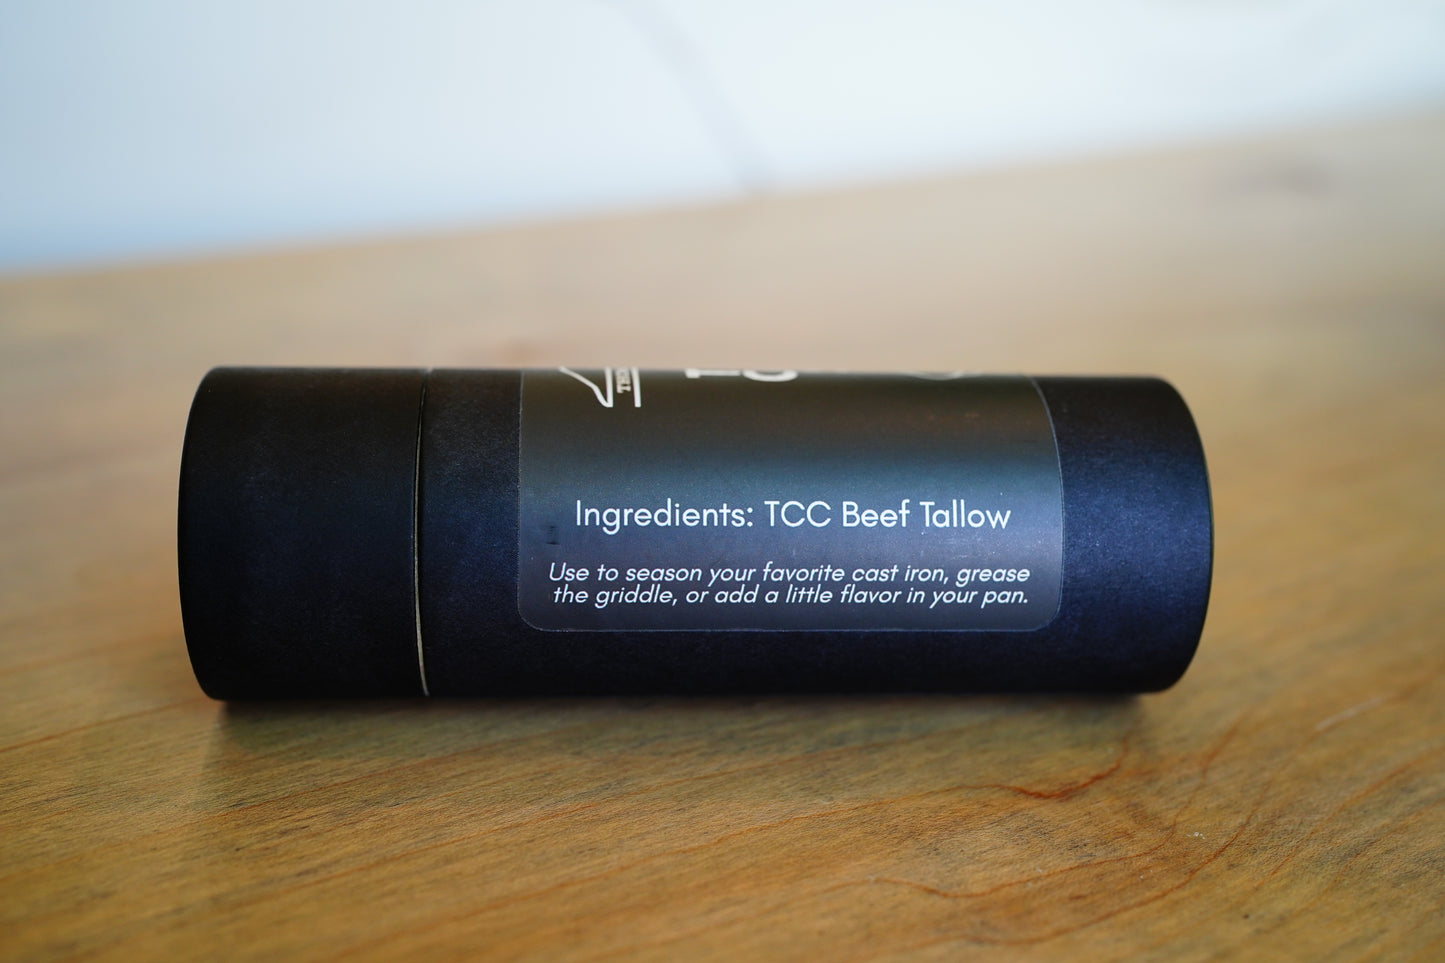 Ingredients: TCC Beef Tallow
Use to season your favorite cast iron, grease
the griddle, or add a little flavor in your pan.